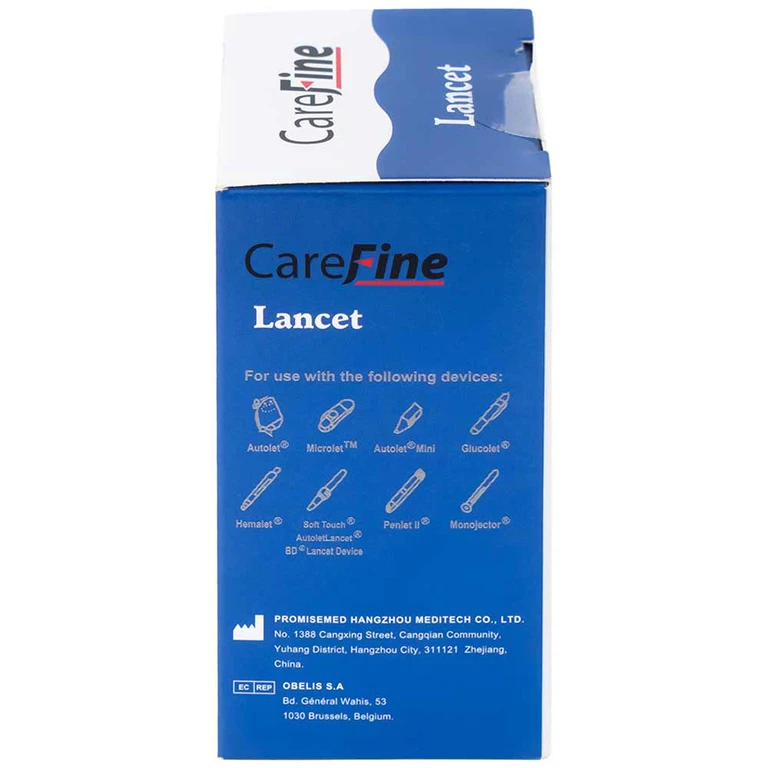 CareFine
Lancet
CareFine
Lancet
For use with the following devices:
Autolet® Microlet™ Autolet® Mini Glucolet®
Hemalet® Soft Touch® Penlet II® Monojector®
AutoletLancet®
BD® Lancet Device
PROMISEMED HANGZHOU MEDITECH CO., LTD.
No. 1388 Cangxing Street, Cangqian Community,
Yuhang District, Hangzhou City, 311121 Zhejiang,
China.
EC REP OBELIS S.A
Bd. Général Wahis, 53
1030 Brussels, Belgium.